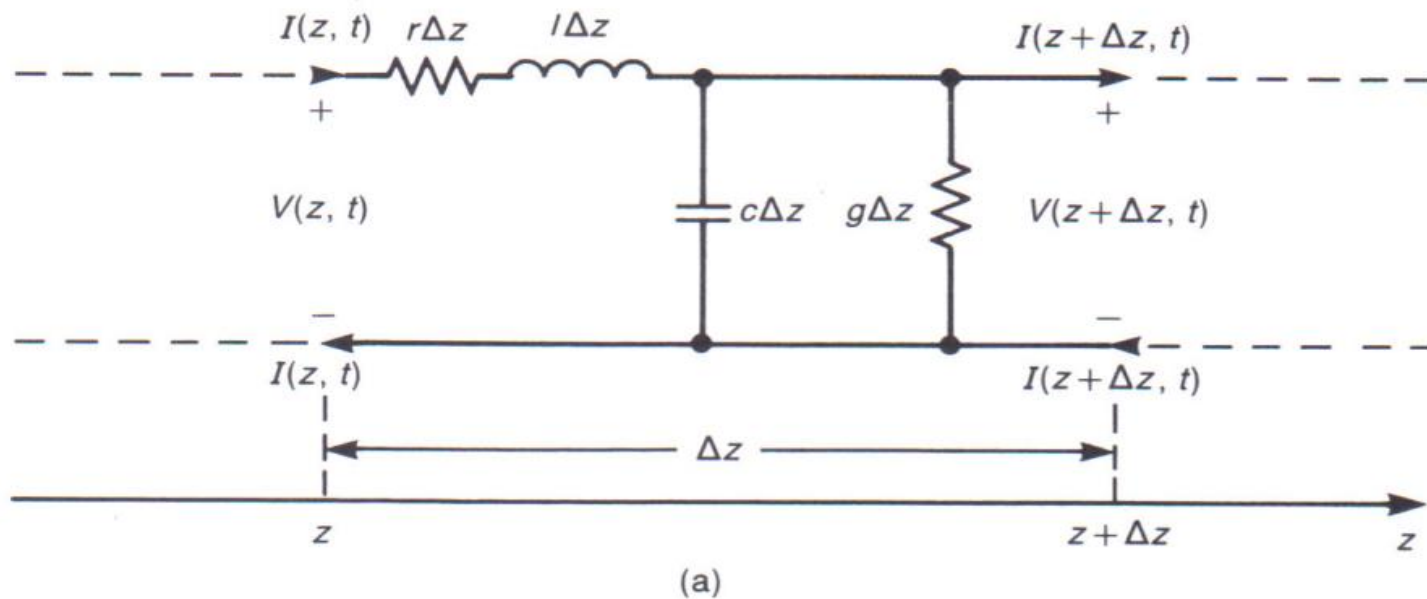 I(z, t) rΔz lΔz I(z + Δz, t)
+ +
V(z, t) cΔz gΔz V(z + Δz, t)
− −
I(z, t) I(z + Δz, t)
Δz
z z + Δz z
(a)